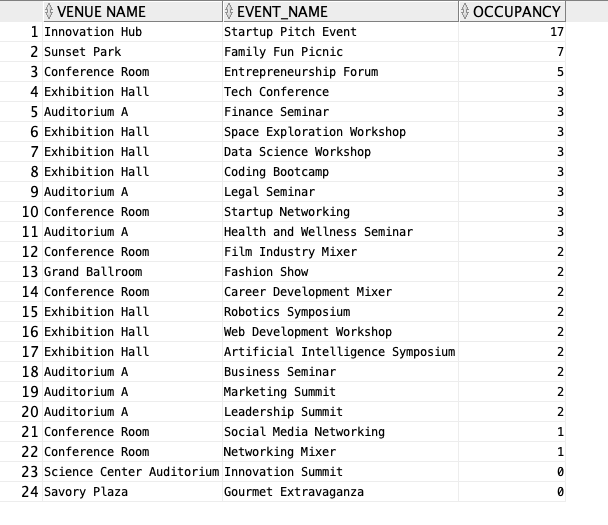 VENUE NAME EVENT_NAME OCCUPANCY
1 Innovation Hub Startup Pitch Event 17
2 Sunset Park Family Fun Picnic 7
3 Conference Room Entrepreneurship Forum 5
4 Exhibition Hall Tech Conference 3
5 Auditorium A Finance Seminar 3
6 Exhibition Hall Space Exploration Workshop 3
7 Exhibition Hall Data Science Workshop 3
8 Exhibition Hall Coding Bootcamp 3
9 Auditorium A Legal Seminar 3
10 Conference Room Startup Networking 3
11 Auditorium A Health and Wellness Seminar 3
12 Conference Room Film Industry Mixer 2
13 Grand Ballroom Fashion Show 2
14 Conference Room Career Development Mixer 2
15 Exhibition Hall Robotics Symposium 2
16 Exhibition Hall Web Development Workshop 2
17 Exhibition Hall Artificial Intelligence Symposium 2
18 Auditorium A Business Seminar 2
19 Auditorium A Marketing Summit 2
20 Auditorium A Leadership Summit 2
21 Conference Room Social Media Networking 1
22 Conference Room Networking Mixer 1
23 Science Center Auditorium Innovation Summit 0
24 Savory Plaza Gourmet Extravaganza 0